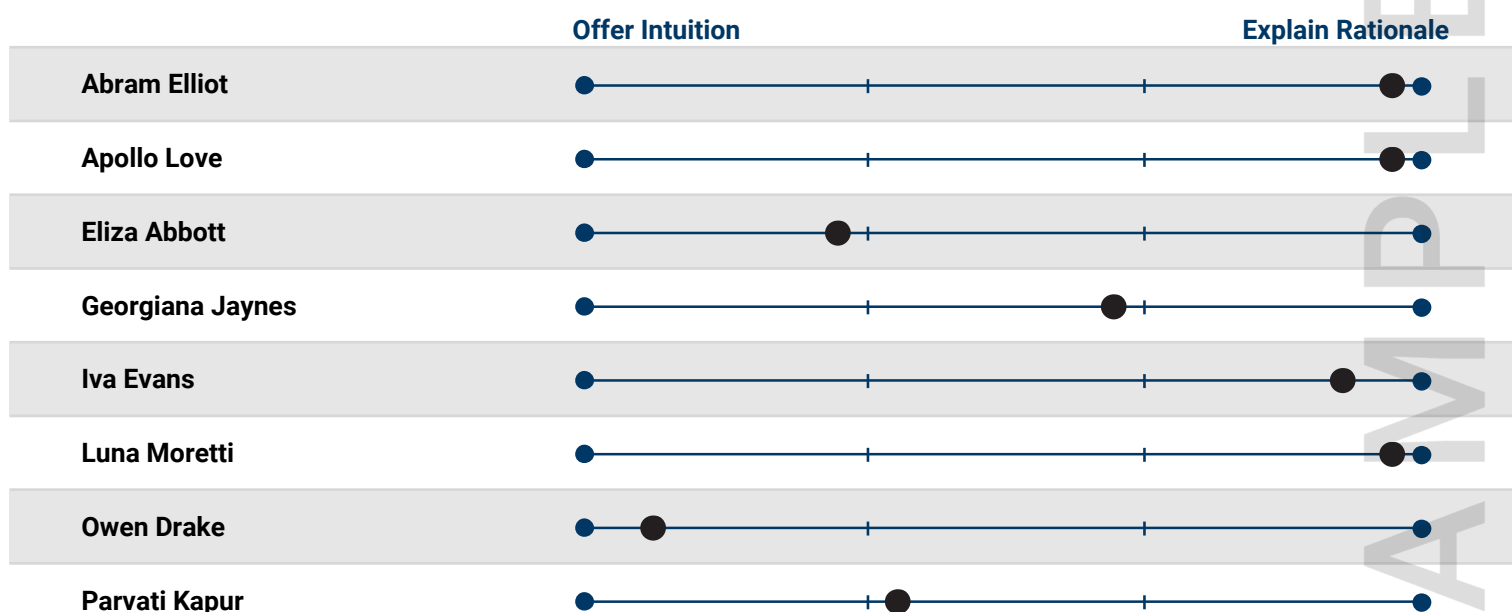 Offer Intuition Explain Rationale
Abram Elliot
Apollo Love
Eliza Abbott
Georgiana Jaynes
Iva Evans
Luna Moretti
Owen Drake
Parvati Kapur
AMPLE